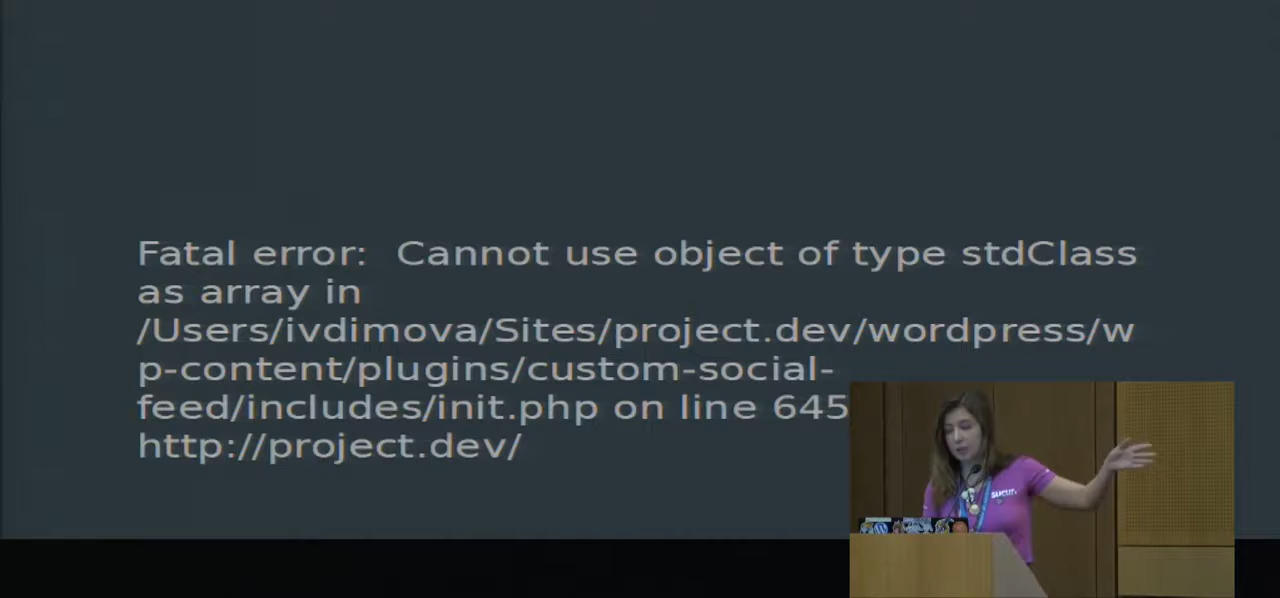 Fatal error:  Cannot use object of type stdClass
as array in
/Users/ivdimova/Sites/project.dev/wordpress/w
p-content/plugins/custom-social-
feed/includes/init.php on line 645
http://project.dev/
SUCURI